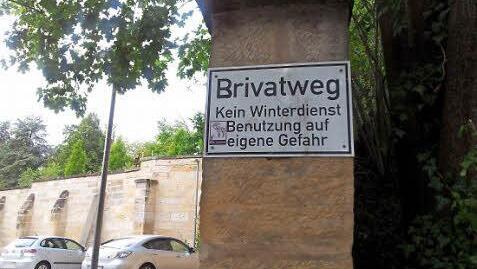 Brivatweg
Kein Winterdienst
Benutzung auf
eigene Gefahr